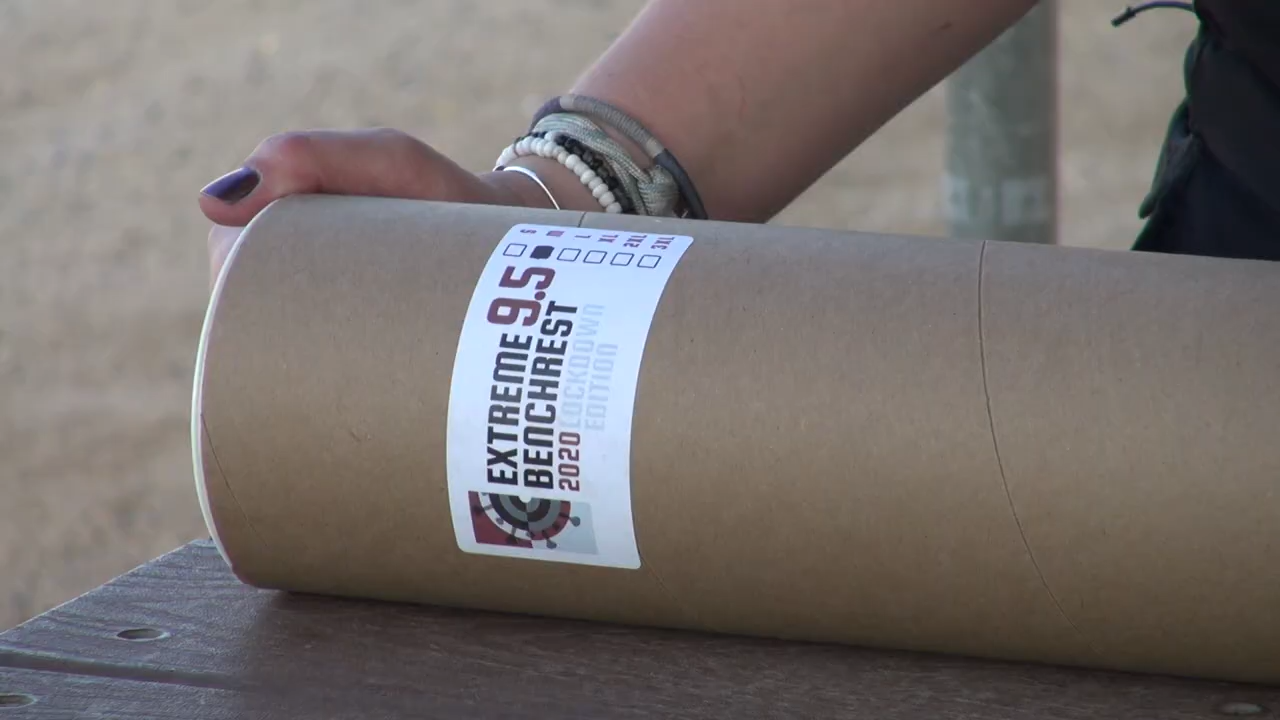 S M L XL 2XL 3XL
EXTREME 9.5
BENCHREST
2020 LOCKDOWN
EDITION